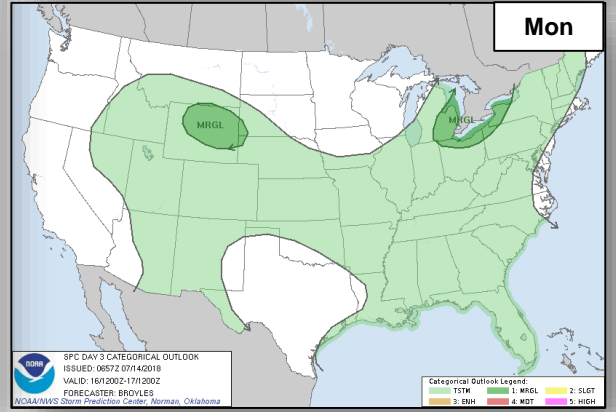 Mon
MRGL
MRGL
NOAA
SPC DAY 3 CATEGORICAL OUTLOOK
ISSUED: 0657Z 07/14/2018
VALID: 16/1200Z-17/1200Z
FORECASTER: BROYLES
NOAA/NWS Storm Prediction Center, Norman, Oklahoma
Categorical Outlook Legend:
TSTM 1: MRGL 2: SLGT
3: ENH 4: MDT 5: HIGH